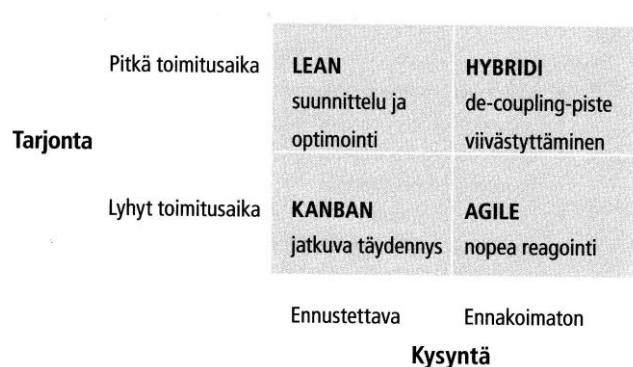 Pitkä toimitusaika LEAN HYBRIDI
suunnittelu ja de-coupling-piste
Tarjonta optimointi viivästyttäminen
Lyhyt toimitusaika KANBAN AGILE
jatkuva täydennys nopea reagointi
Ennustettava Ennakoimaton
Kysyntä